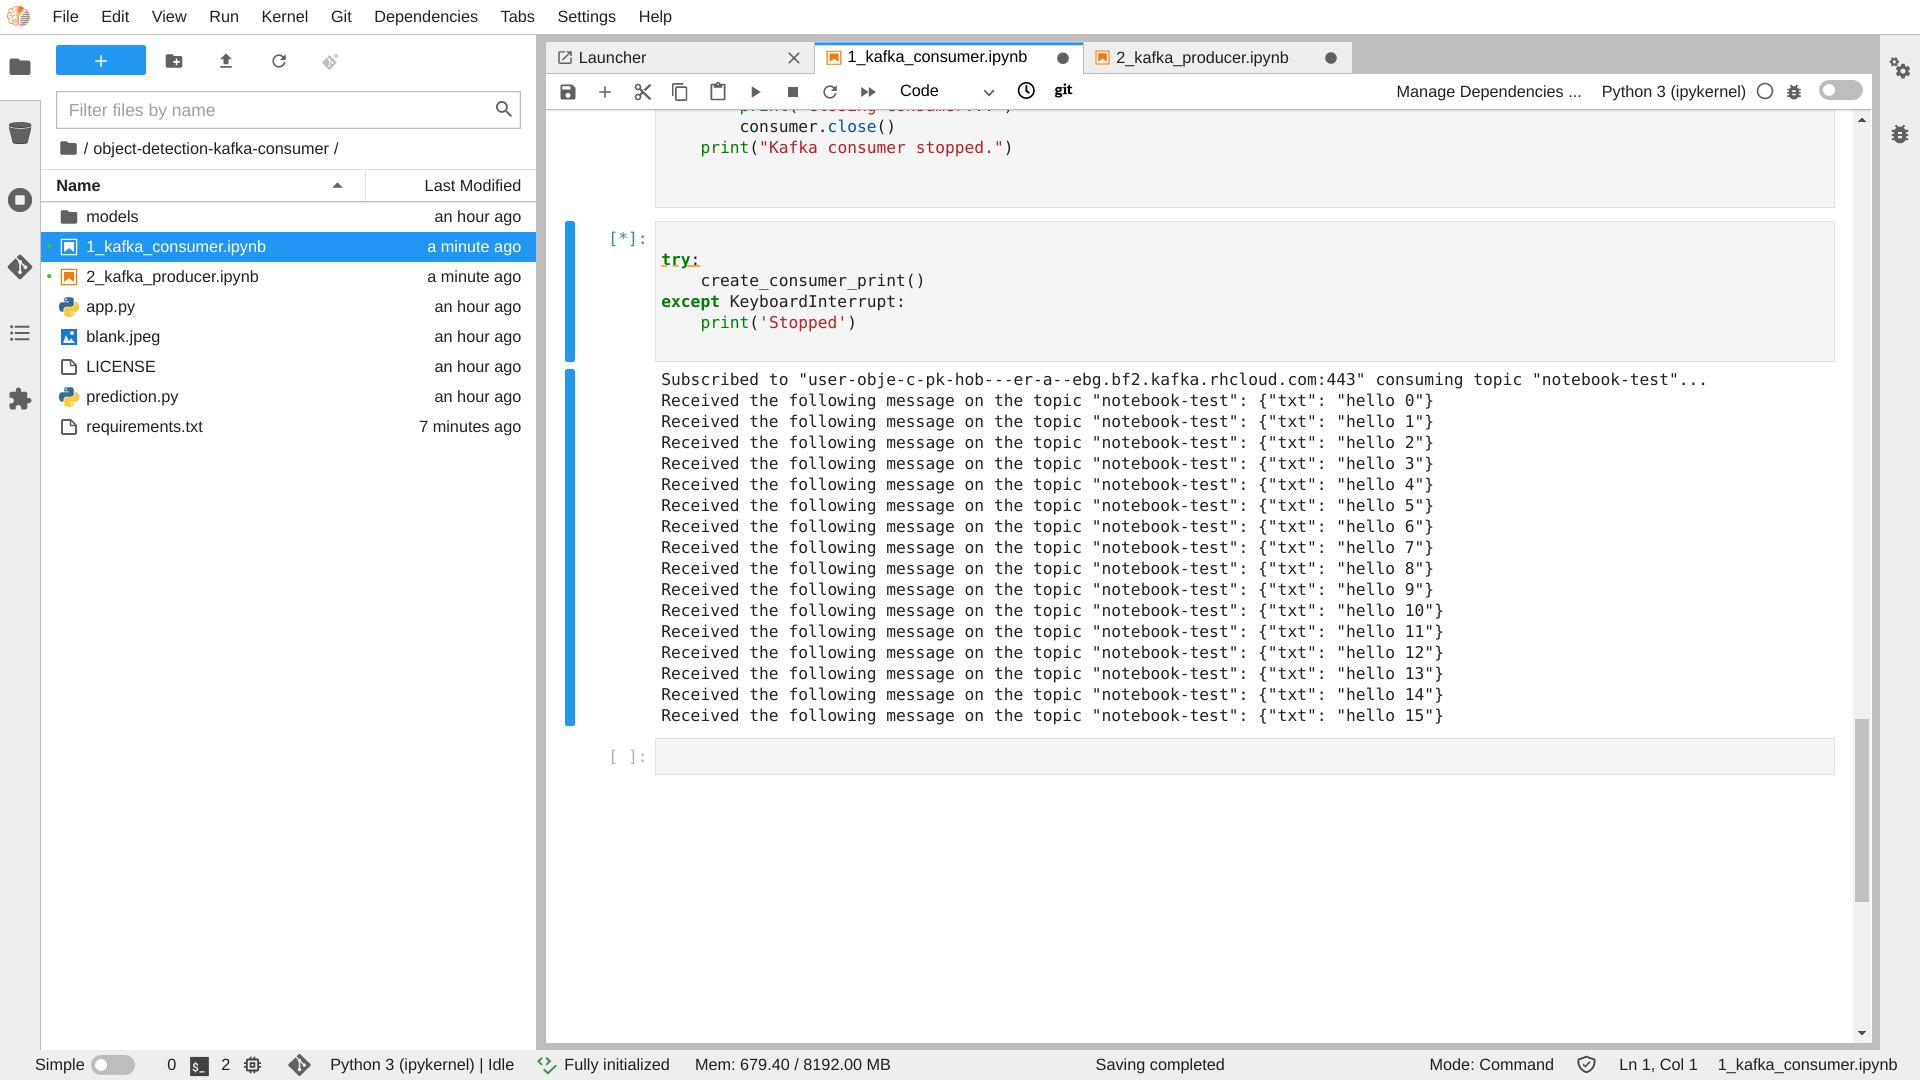 File Edit View Run Kernel Git Dependencies Tabs Settings Help
Filter files by name
/ object-detection-kafka-consumer /
Name Last Modified
models an hour ago
1_kafka_consumer.ipynb a minute ago
2_kafka_producer.ipynb a minute ago
app.py an hour ago
blank.jpeg an hour ago
LICENSE an hour ago
prediction.py an hour ago
requirements.txt 7 minutes ago
Launcher 1_kafka_consumer.ipynb 2_kafka_producer.ipynb
Code git Manage Dependencies ... Python 3 (ipykernel)
consumer.close()
print("Kafka consumer stopped.")
[*]:
try:
create_consumer_print()
except KeyboardInterrupt:
print('Stopped')
Subscribed to "user-obje-c-pk-hob---er-a--ebg.bf2.kafka.rhcloud.com:443" consuming topic "notebook-test"...
Received the following message on the topic "notebook-test": {"txt": "hello 0"}
Received the following message on the topic "notebook-test": {"txt": "hello 1"}
Received the following message on the topic "notebook-test": {"txt": "hello 2"}
Received the following message on the topic "notebook-test": {"txt": "hello 3"}
Received the following message on the topic "notebook-test": {"txt": "hello 4"}
Received the following message on the topic "notebook-test": {"txt": "hello 5"}
Received the following message on the topic "notebook-test": {"txt": "hello 6"}
Received the following message on the topic "notebook-test": {"txt": "hello 7"}
Received the following message on the topic "notebook-test": {"txt": "hello 8"}
Received the following message on the topic "notebook-test": {"txt": "hello 9"}
Received the following message on the topic "notebook-test": {"txt": "hello 10"}
Received the following message on the topic "notebook-test": {"txt": "hello 11"}
Received the following message on the topic "notebook-test": {"txt": "hello 12"}
Received the following message on the topic "notebook-test": {"txt": "hello 13"}
Received the following message on the topic "notebook-test": {"txt": "hello 14"}
Received the following message on the topic "notebook-test": {"txt": "hello 15"}
[ ]:
Simple 0 $_ 2 Python 3 (ipykernel) | Idle Fully initialized Mem: 679.40 / 8192.00 MB Saving completed Mode: Command Ln 1, Col 1 1_kafka_consumer.ipynb